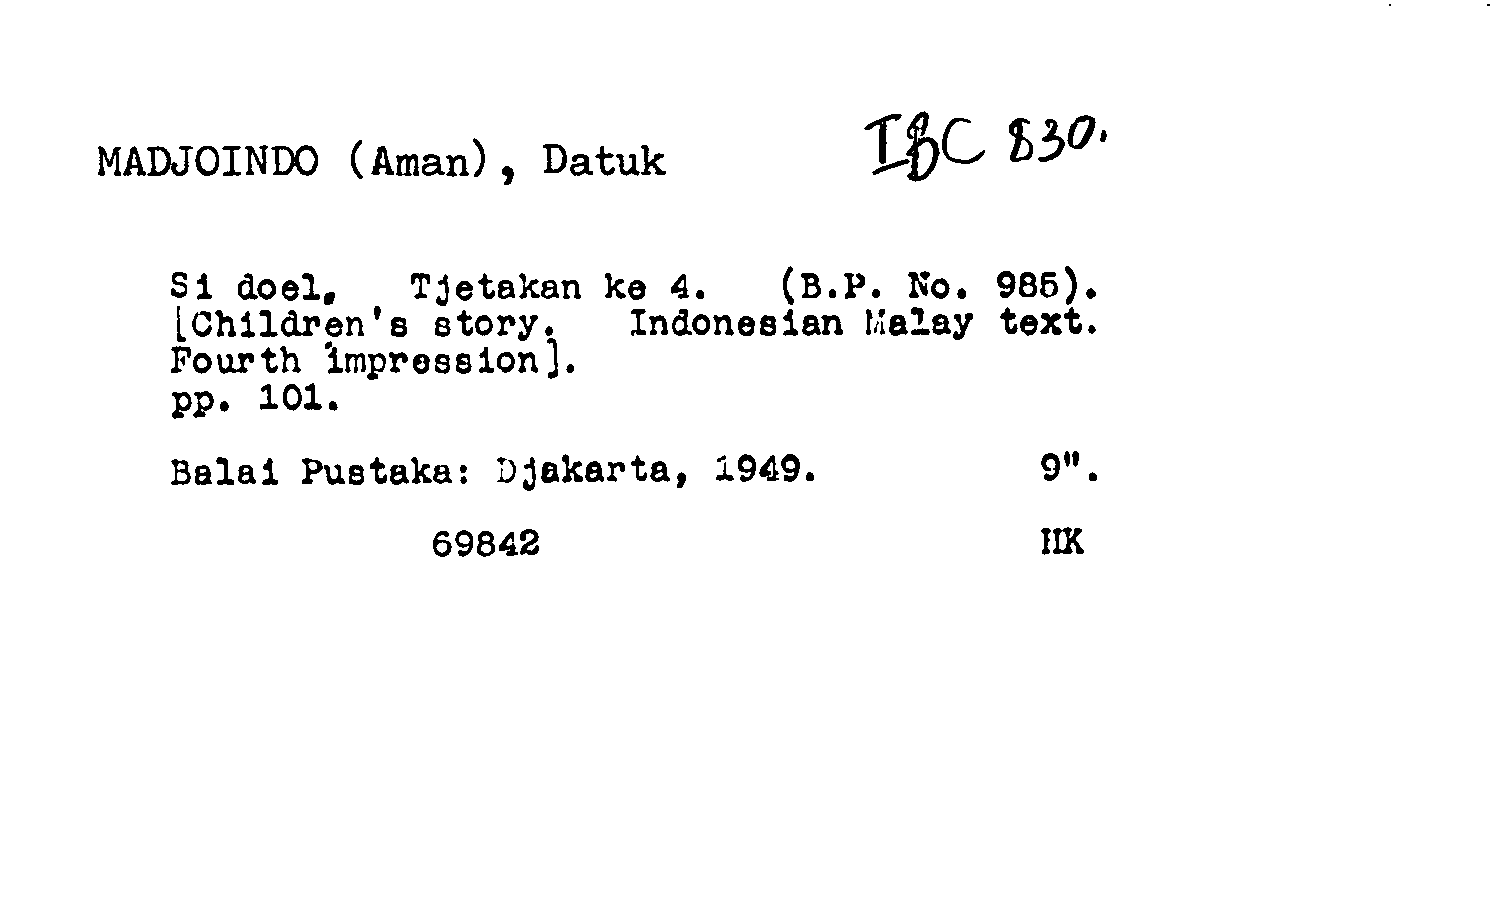 MADJOINDO (Aman), Datuk IBC 830.
Si doel. Tjetakan ke 4. (B.P. No. 985).
[Children's story. Indonesian Malay text.
Fourth impression].
pp. 101.
Balai Pustaka: Djakarta, 1949. 9".
69842 HK